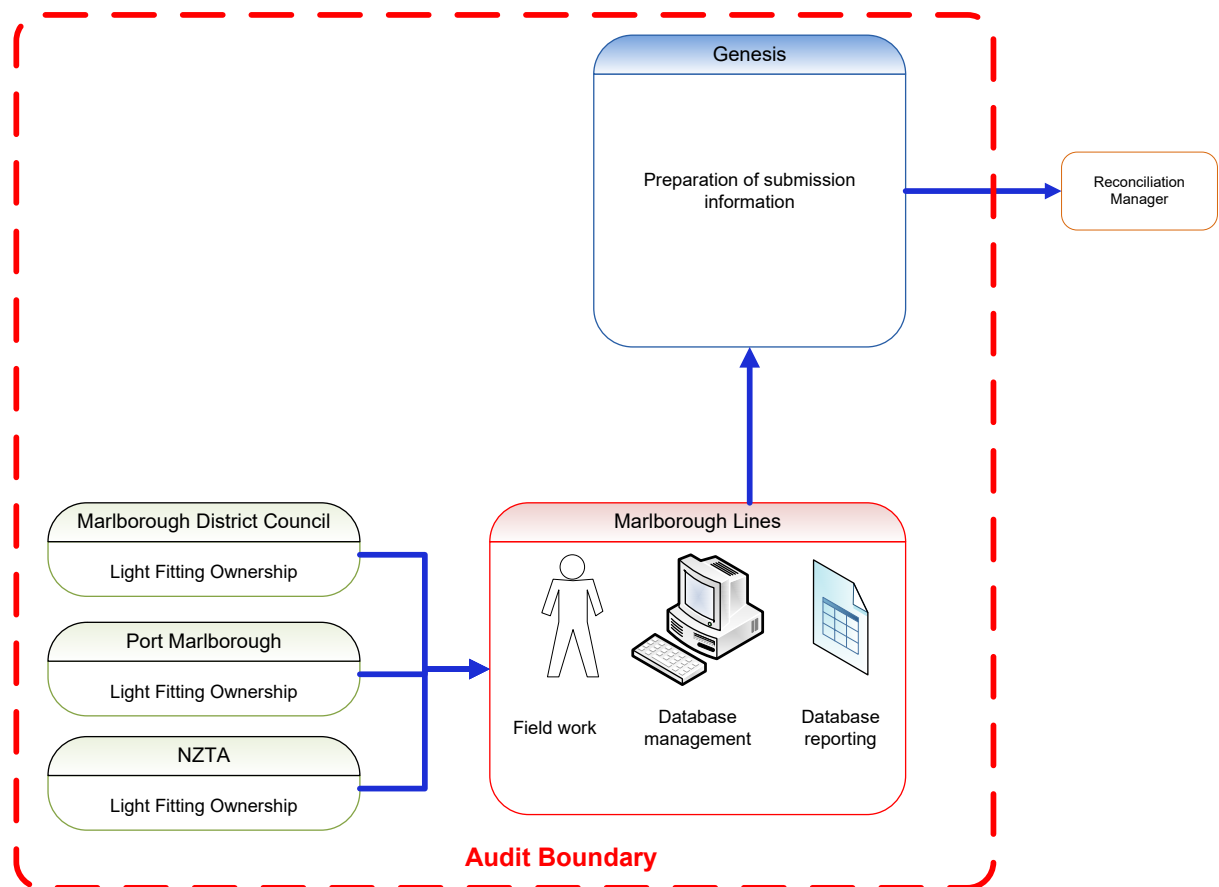 Genesis
Preparation of submission
information
Reconciliation
Manager
Marlborough District Council
Light Fitting Ownership
Port Marlborough
Light Fitting Ownership
NZTA
Light Fitting Ownership
Marlborough Lines
Field work
Database
management
Database
reporting
Audit Boundary